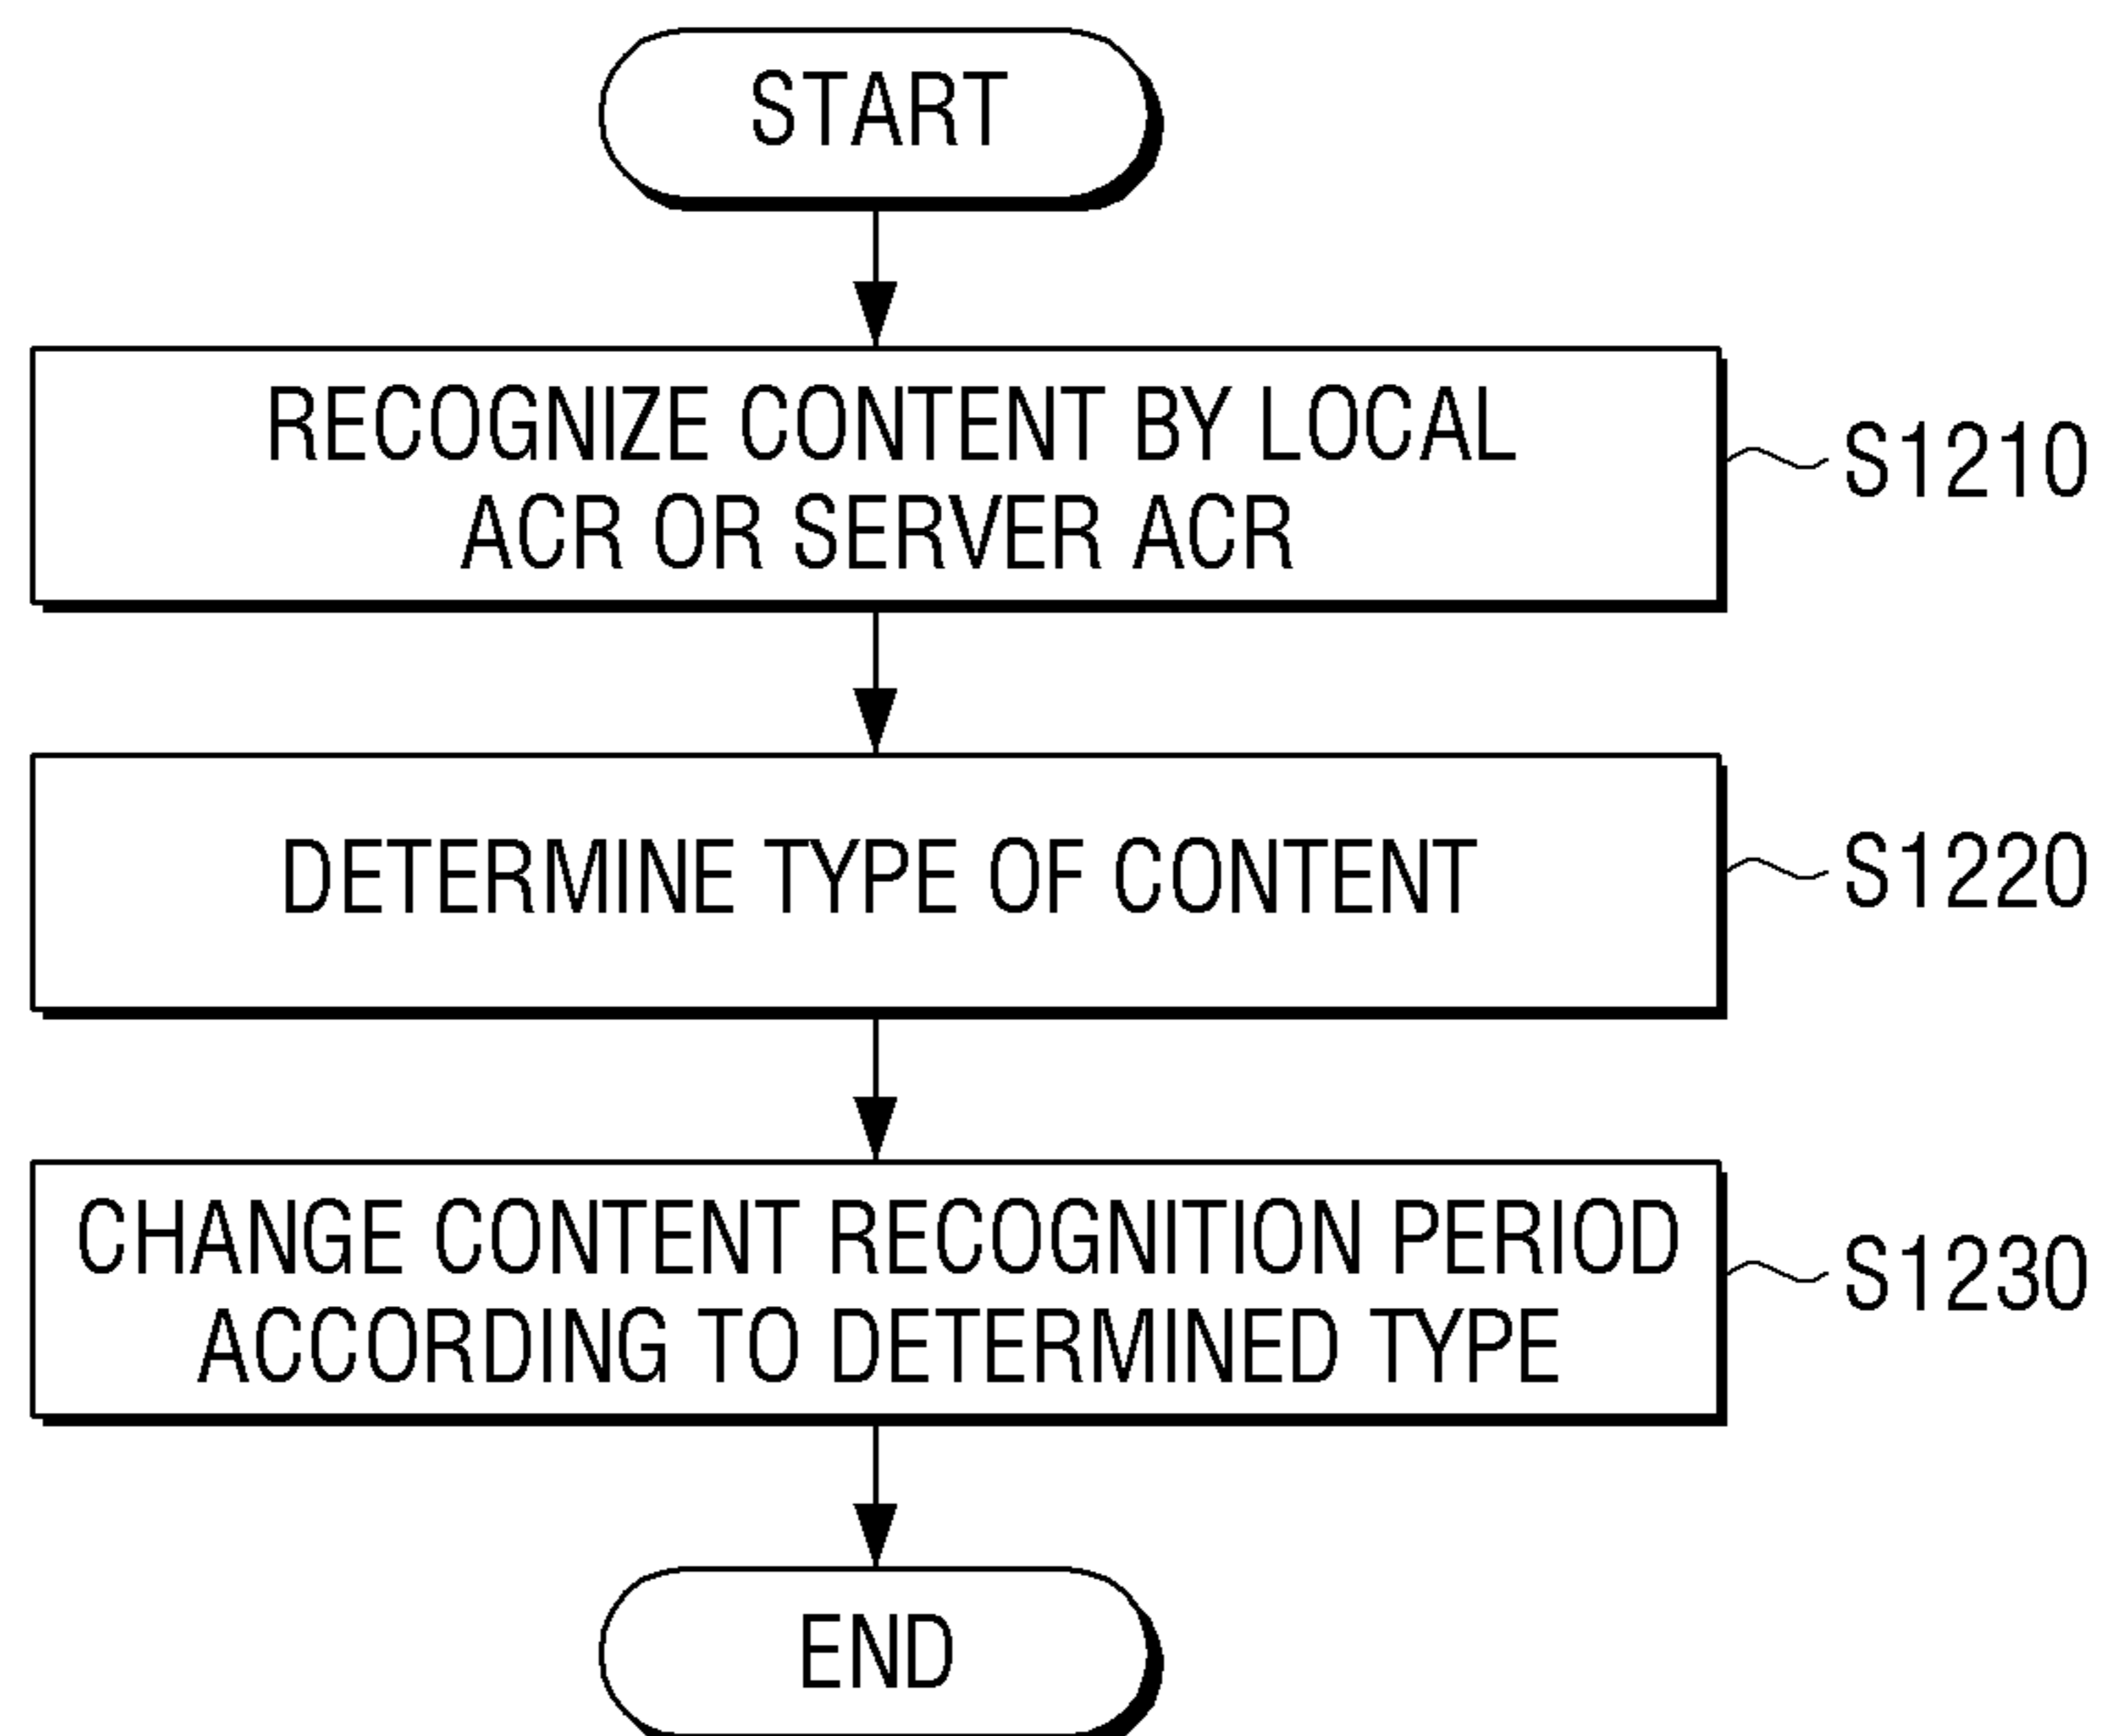 START
RECOGNIZE CONTENT BY LOCAL
ACR OR SERVER ACR
S1210
DETERMINE TYPE OF CONTENT
S1220
CHANGE CONTENT RECOGNITION PERIOD
ACCORDING TO DETERMINED TYPE
S1230
END